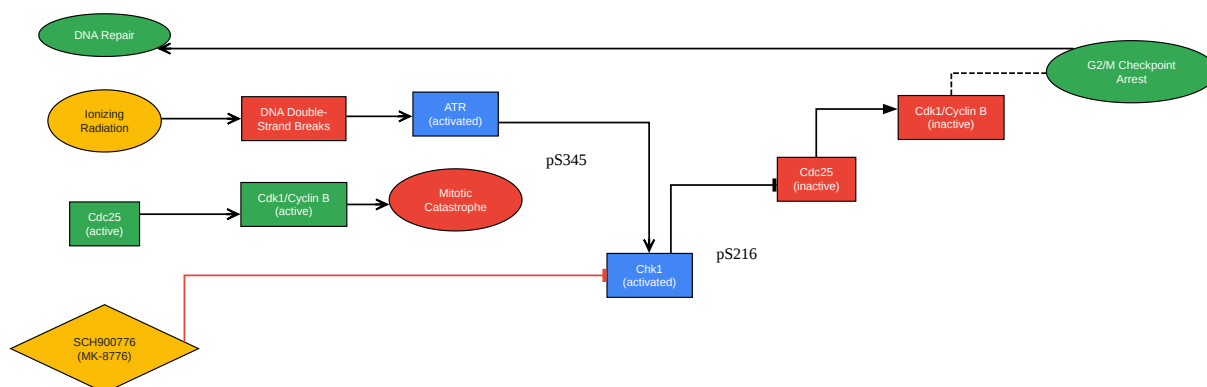 DNA Repair
G2/M Checkpoint
Arrest
Ionizing
Radiation
DNA Double-
Strand Breaks
ATR
(activated)
Cdk1/Cyclin B
(inactive)
pS345
Cdc25
(inactive)
Cdc25
(active)
Cdk1/Cyclin B
(active)
Mitotic
Catastrophe
pS216
Chk1
(activated)
SCH900776
(MK-8776)